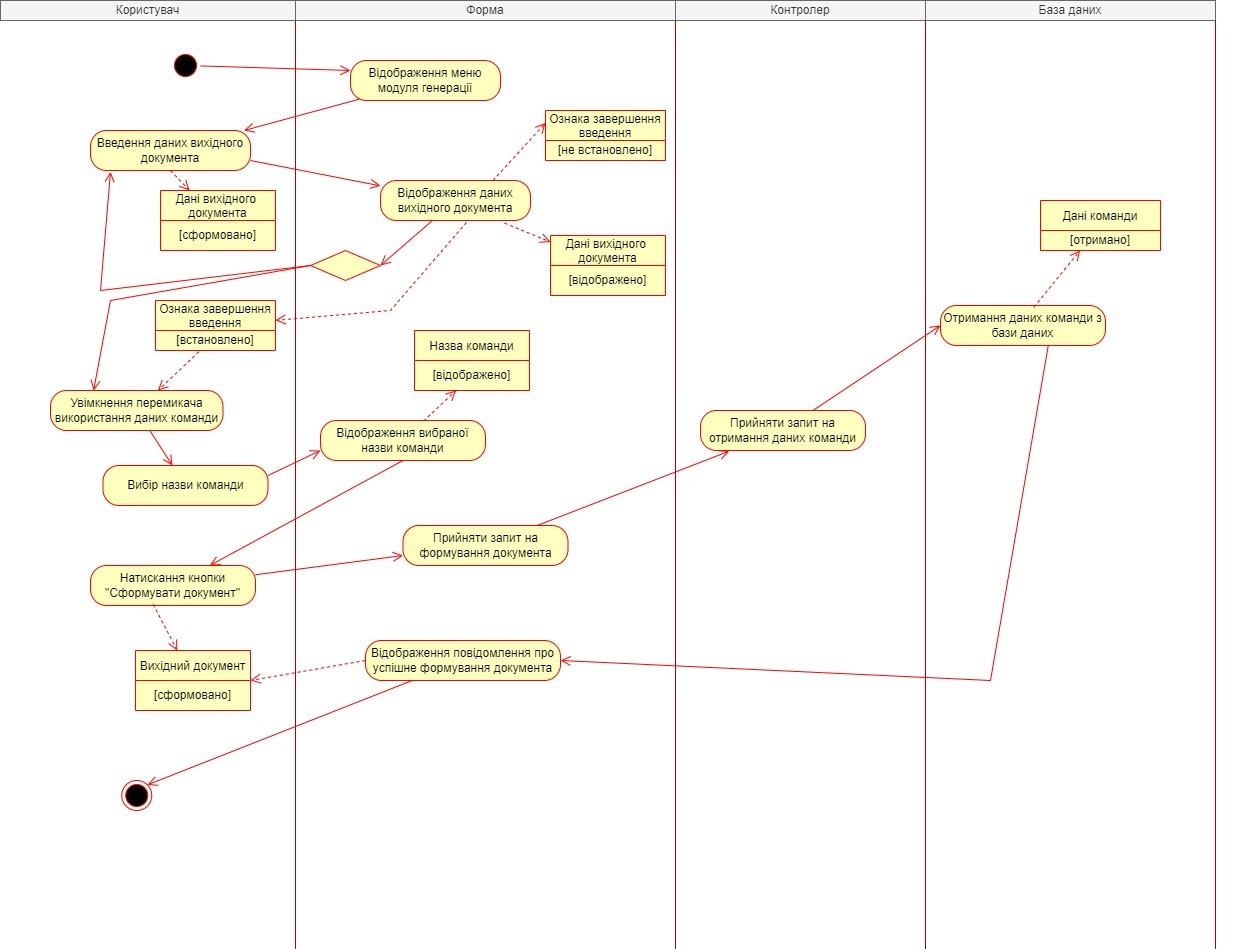 Користувач
Форма
Контролер
База даних
Відображення меню
модуля генерації
Ознака завершення
введення
[не встановлено]
Введення даних вихідного
документа
Дані вихідного
документа
[сформовано]
Відображення даних
вихідного документа
Дані вихідного
документа
[відображено]
Дані команди
[отримано]
Ознака завершення
введення
[встановлено]
Отримання даних команди з
бази даних
Назва команди
[відображено]
Увімкнення перемикача
використання даних команди
Відображення вибраної
назви команди
Прийняти запит на
отримання даних команди
Вибір назви команди
Прийняти запит на
формування документа
Натискання кнопки
"Сформувати документ"
Вихідний документ
[сформовано]
Відображення повідомлення про
успішне формування документа